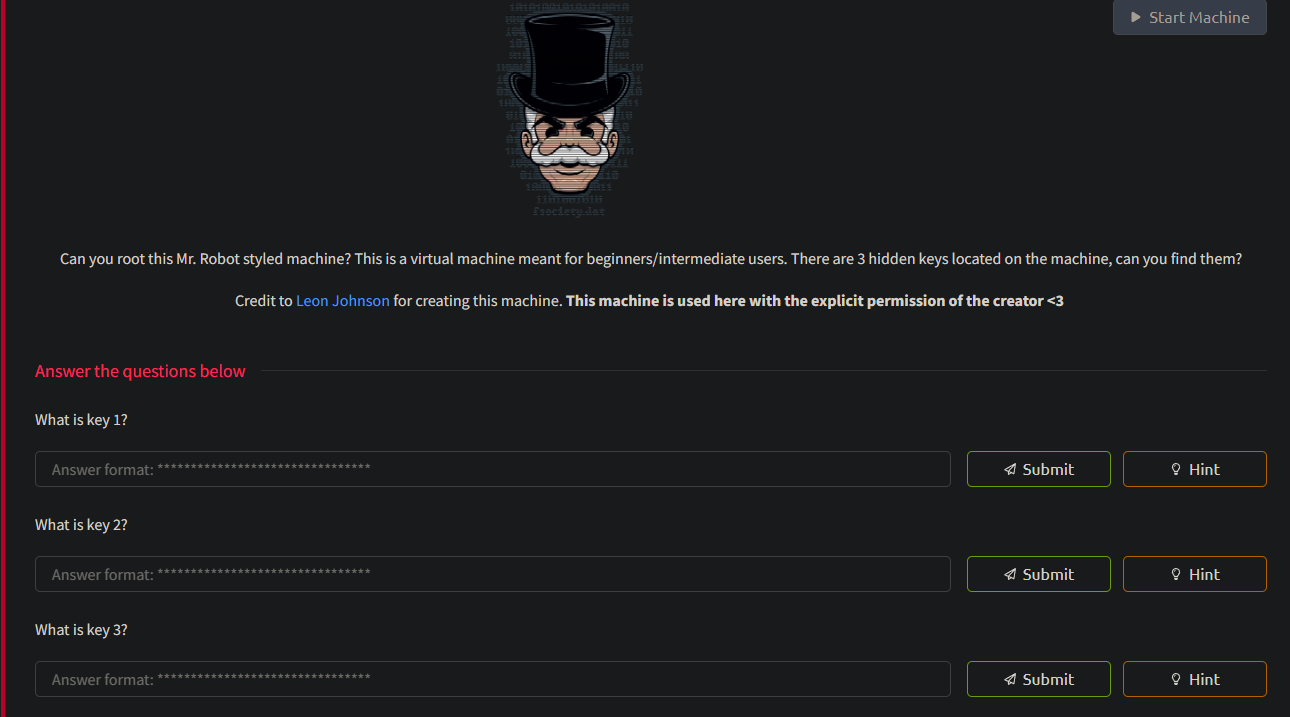 Start Machine
fsociety.dat
Can you root this Mr. Robot styled machine? This is a virtual machine meant for beginners/intermediate users. There are 3 hidden keys located on the machine, can you find them?
Credit to Leon Johnson for creating this machine. This machine is used here with the explicit permission of the creator <3
Answer the questions below
What is key 1?
Answer format: ********************************
Submit
Hint
What is key 2?
Answer format: ********************************
Submit
Hint
What is key 3?
Answer format: ********************************
Submit
Hint